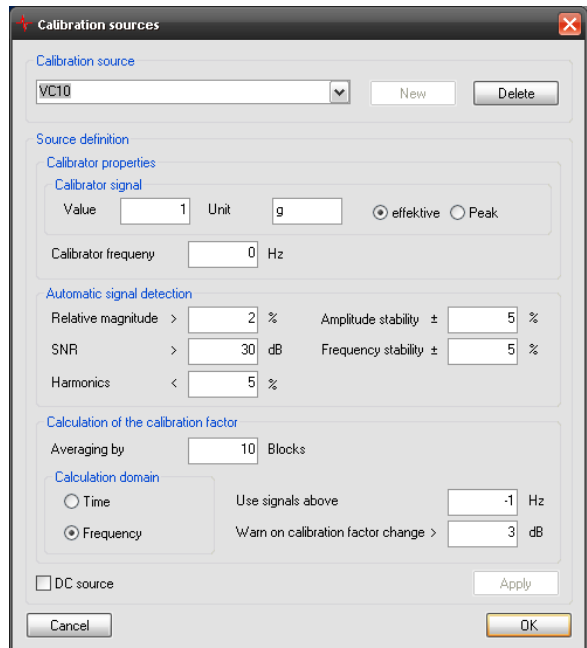 Calibration sources
Calibration source
VC10 New Delete
Source definition
Calibrator properties
Calibrator signal
Value 1 Unit g effektive Peak
Calibrator frequeny 0 Hz
Automatic signal detection
Relative magnitude > 2 % Amplitude stability ± 5 %
SNR > 30 dB Frequency stability ± 5 %
Harmonics < 5 %
Calculation of the calibration factor
Averaging by 10 Blocks
Calculation domain
Time Use signals above -1 Hz
Frequency Warn on calibration factor change > 3 dB
DC source Apply
Cancel OK